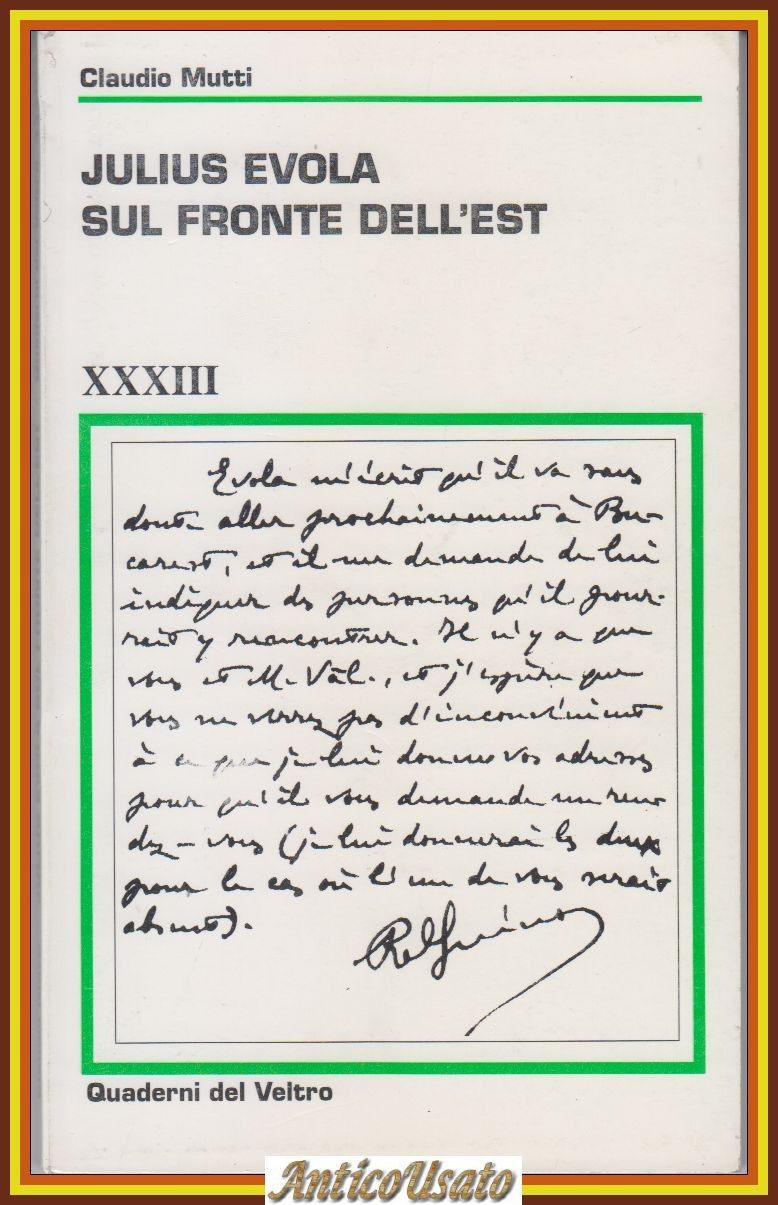 Claudio Mutti
JULIUS EVOLA
SUL FRONTE DELL'EST
XXXIII
Evola m'écrit qu'il va sans
doute aller prochainement à Bu-
carest, et il me demande de lui
indiquer des personnes qu'il pour-
rait y rencontrer. Il n'y a que
vous et M. Vâl., et j'espère que
vous ne verrez pas d'inconvénient
à ce que je lui donne vos adresses
pour qu'il vous demande un ren-
dez-vous (je lui donnerai les deux
pour le cas où l'un de vous serait
absent).
René Guénon
Quaderni del Veltro
AnticoUsato